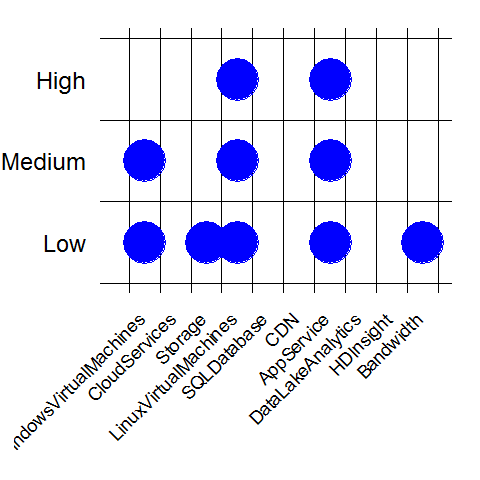 High
Medium
Low
ndowsVirtualMachines
CloudServices
Storage
LinuxVirtualMachines
SQLDatabase
CDN
AppService
DataLakeAnalytics
HDInsight
Bandwidth